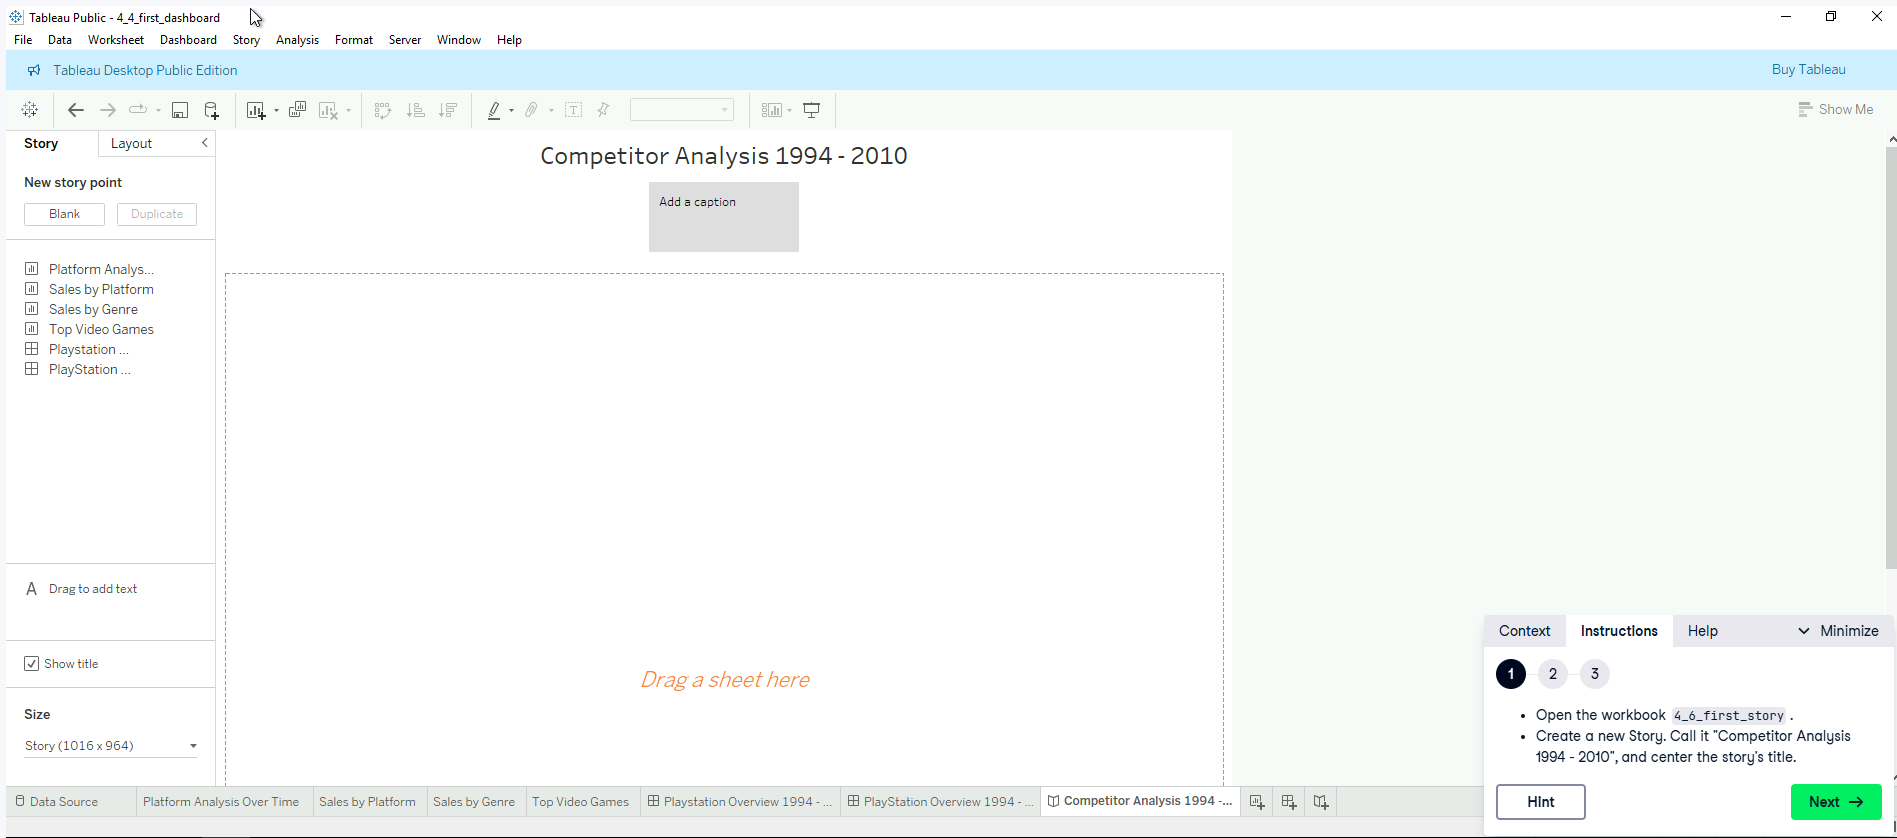 Tableau Public - 4_4_first_dashboard
File Data Worksheet Dashboard Story Analysis Format Server Window Help
Tableau Desktop Public Edition
Buy Tableau
Show Me
Story Layout
Competitor Analysis 1994 - 2010
New story point
Blank Duplicate
Add a caption
Platform Analys...
Sales by Platform
Sales by Genre
Top Video Games
Playstation ...
PlayStation ...
A Drag to add text
Show title
Drag a sheet here
Size
Story (1016 x 964)
Data Source Platform Analysis Over Time Sales by Platform Sales by Genre Top Video Games Playstation Overview 1994 - ... PlayStation Overview 1994 - ... Competitor Analysis 1994 -...
Context Instructions Help Minimize
1 2 3
• Open the workbook 4_6_first_story .
• Create a new Story. Call it "Competitor Analysis
1994 - 2010", and center the story's title.
HInt Next →